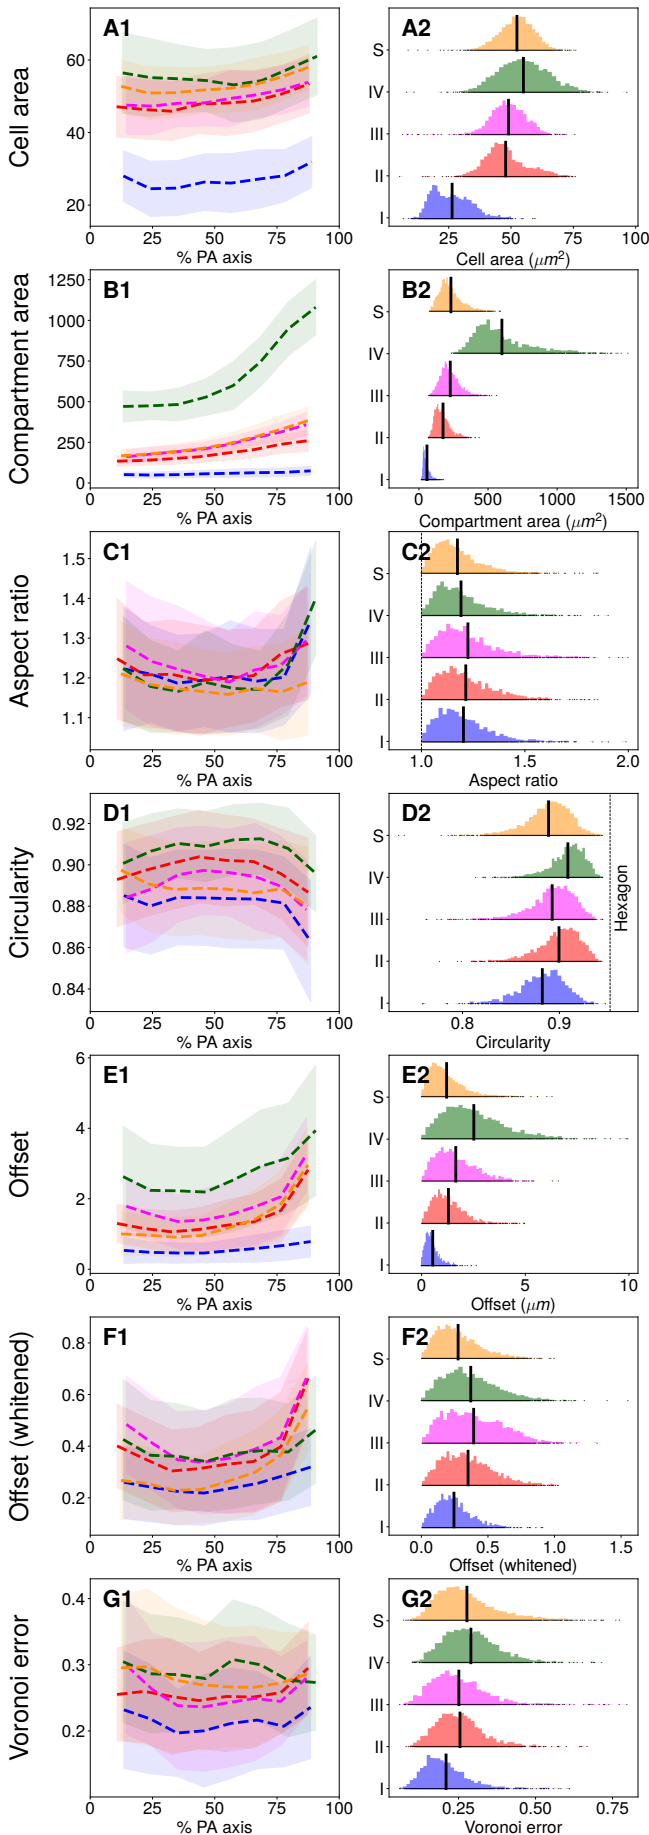 A1
Cell area
60
40
20
0 25 50 75 100
% PA axis
A2
S
IV
III
II
I
25 50 75 100
Cell area (μm²)
B1
Compartment area
1250
1000
750
500
250
0
0 25 50 75 100
% PA axis
B2
S
IV
III
II
I
0 500 1000 1500
Compartment area (μm²)
C1
Aspect ratio
1.5
1.4
1.3
1.2
1.1
0 25 50 75 100
% PA axis
C2
S
IV
III
II
I
1.0 1.5 2.0
Aspect ratio
D1
Circularity
0.92
0.90
0.88
0.86
0.84
0 25 50 75 100
% PA axis
D2
S
IV
III
II
I
Hexagon
0.8 0.9
Circularity
E1
Offset
6
4
2
0
0 25 50 75 100
% PA axis
E2
S
IV
III
II
I
0 5 10
Offset (μm)
F1
Offset (whitened)
0.8
0.6
0.4
0.2
0 25 50 75 100
% PA axis
F2
S
IV
III
II
I
0.0 0.5 1.0 1.5
Offset (whitened)
G1
Voronoi error
0.4
0.3
0.2
0 25 50 75 100
% PA axis
G2
S
IV
III
II
I
0.25 0.50 0.75
Voronoi error